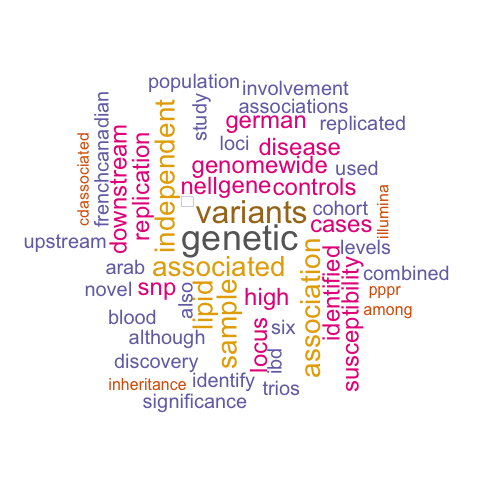 population
involvement
associations
study
german
replicated
frenchcanadian
cdassociated
downstream
replication
independent
loci
disease
genomewide
used
nellgene
controls
illumina
variants
cohort
cases
upstream
genetic
levels
arab
associated
association
identified
susceptibility
combined
novel
snp
also
lipid
sample
high
pppr
among
blood
although
locus
six
ibd
discovery
inheritance
identify
trios
significance